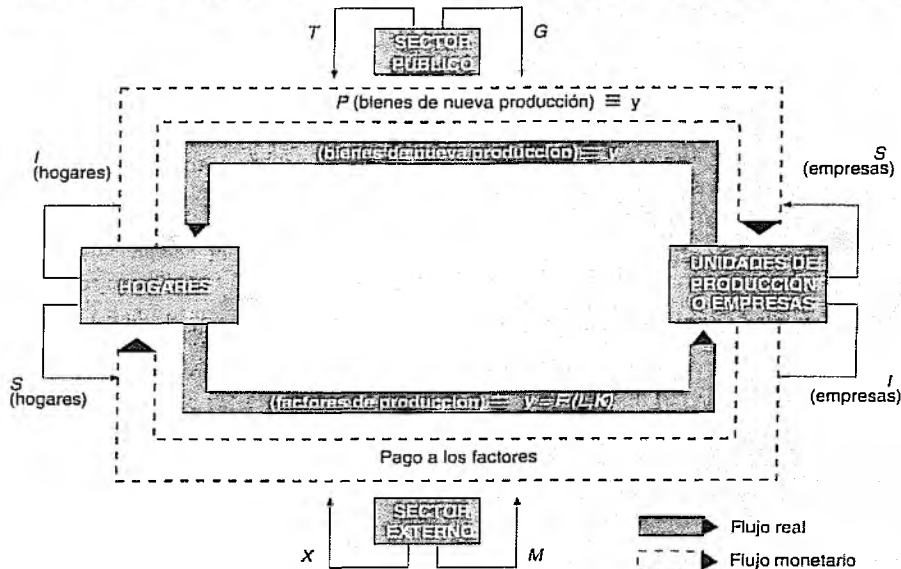 T
SECTOR
PÚBLICO
G
P (bienes de nueva producción) ≡ y
(bienes de nueva producción) ≡ y
I
(hogares)
S
(empresas)
HOGARES
UNIDADES DE
PRODUCCIÓN
O EMPRESAS
S
(hogares)
I
(empresas)
(factores de producción) ≡ y = F(L, K)
Pago a los factores
SECTOR
EXTERNO
X
M
Flujo real
Flujo monetario